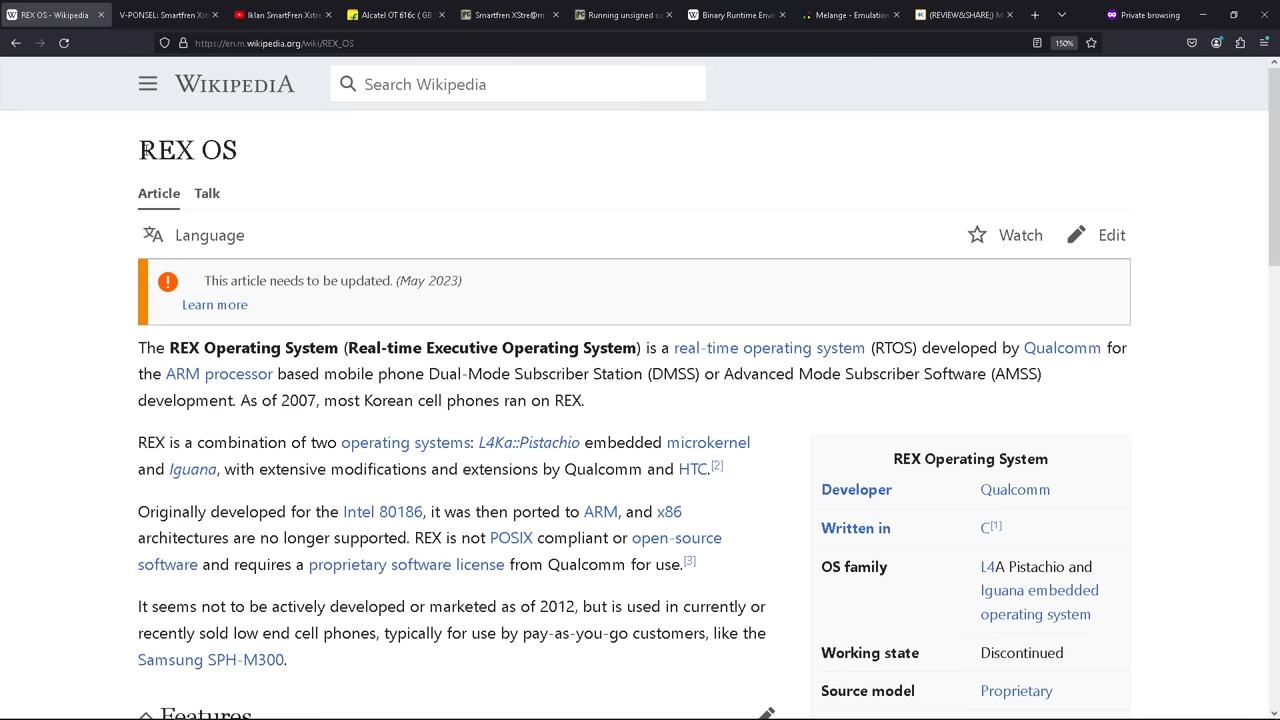 REX OS - Wikipedia
V-PONSEL: Smartfren Xst
Iklan SmartFren Xstre
Alcatel OT 616c ( GB
Smartfren XStre@m -
Running unsigned co
Binary Runtime Envi
Melange - Emulation
(REVIEW&SHARE;) M
Private browsing
https://en.m.wikipedia.org/wiki/REX_OS
150%
WIKIPEDIA
Search Wikipedia
REX OS
Article Talk
Language
Watch Edit
This article needs to be updated. (May 2023)
Learn more
The REX Operating System (Real-time Executive Operating System) is a real-time operating system (RTOS) developed by Qualcomm for
the ARM processor based mobile phone Dual-Mode Subscriber Station (DMSS) or Advanced Mode Subscriber Software (AMSS)
development. As of 2007, most Korean cell phones ran on REX.
REX is a combination of two operating systems: L4Ka::Pistachio embedded microkernel
and Iguana, with extensive modifications and extensions by Qualcomm and HTC.[2]
Originally developed for the Intel 80186, it was then ported to ARM, and x86
architectures are no longer supported. REX is not POSIX compliant or open-source
software and requires a proprietary software license from Qualcomm for use.[3]
It seems not to be actively developed or marketed as of 2012, but is used in currently or
recently sold low end cell phones, typically for use by pay-as-you-go customers, like the
Samsung SPH-M300.
Features
REX Operating System
Developer Qualcomm
Written in C[1]
OS family L4A Pistachio and
Iguana embedded
operating system
Working state Discontinued
Source model Proprietary